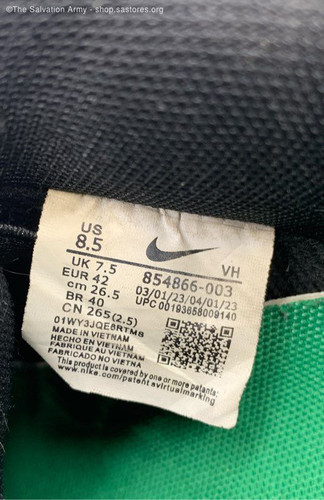 ©The Salvation Army - shop.sastores.org
US
8.5
VH
UK 7.5
854866-003
EUR 42
03/01/23/04/01/23
cm 26.5
UPC 00193658009140
BR 40
CN 265(2.5)
01WY3JQE8RTMB
MADE IN VIETNAM
HECHO EN VIETNAM
FABRIQUE AU VIETNAM
FABRICADO NO VIETNÃ
This product is covered by one or more patents:
www.nike.com/patentsvirtualmarking